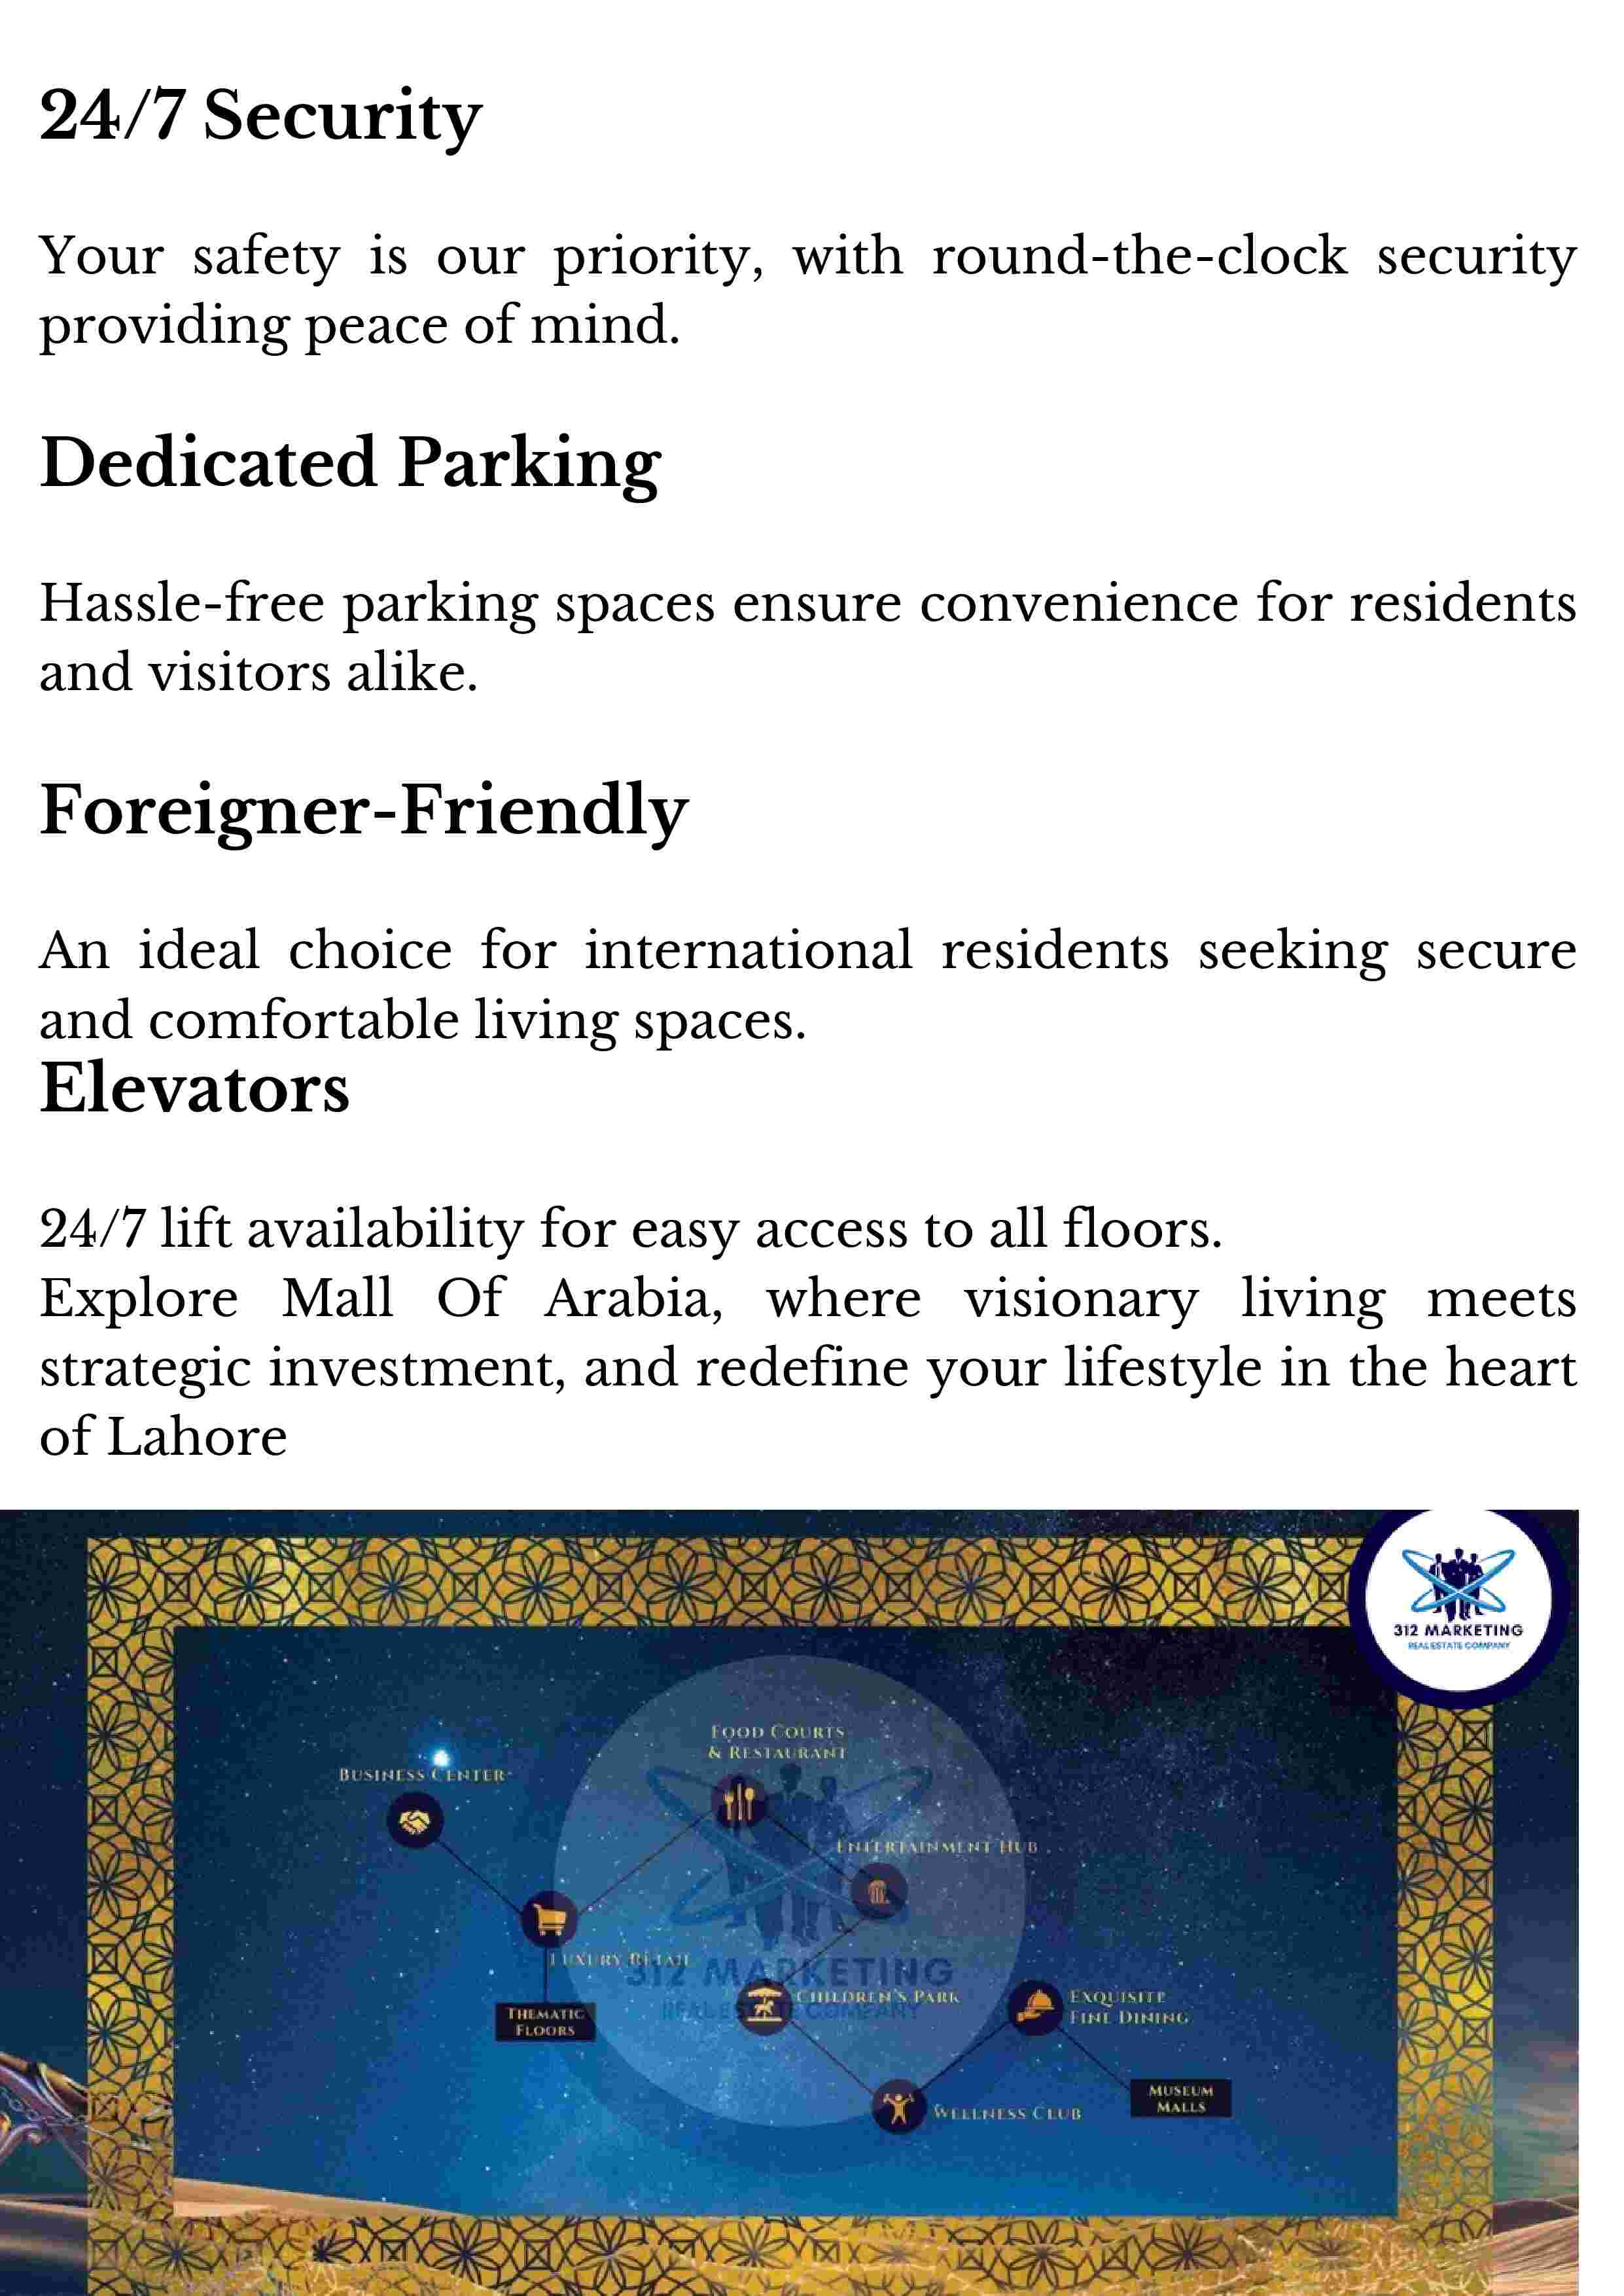 24/7 Security
Your safety is our priority, with round-the-clock security
providing peace of mind.
Dedicated Parking
Hassle-free parking spaces ensure convenience for residents
and visitors alike.
Foreigner-Friendly
An ideal choice for international residents seeking secure
and comfortable living spaces.
Elevators
24/7 lift availability for easy access to all floors.
Explore Mall Of Arabia, where visionary living meets
strategic investment, and redefine your lifestyle in the heart
of Lahore
312 MARKETING
REAL ESTATE COMPANY
FOOD COURTS
& RESTAURANT
BUSINESS CENTER
ENTERTAINMENT HUB
LUXURY RETAIL
312 MARKETING
REAL ESTATE COMPANY
CHILDREN'S PARK
EXQUISITE
FINE DINING
THEMATIC
FLOORS
MUSEUM
MALLS
WELLNESS CLUB